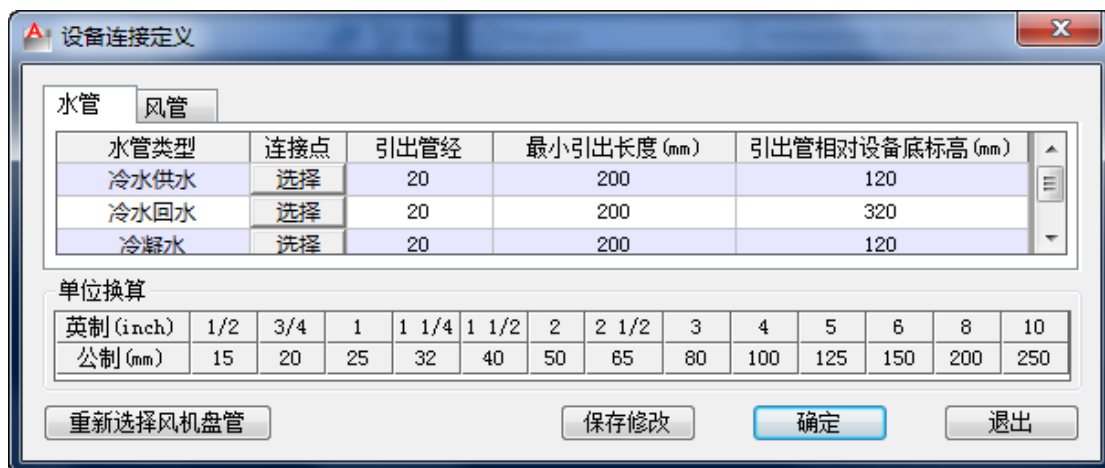 设备连接定义
水管 风管
水管类型 连接点 引出管经 最小引出长度(mm) 引出管相对设备底标高(mm)
冷水供水 选择 20 200 120
冷水回水 选择 20 200 320
冷凝水 选择 20 200 120
单位换算
英制(inch) 1/2 3/4 1 1 1/4 1 1/2 2 2 1/2 3 4 5 6 8 10
公制(mm) 15 20 25 32 40 50 65 80 100 125 150 200 250
重新选择风机盘管 保存修改 确定 退出